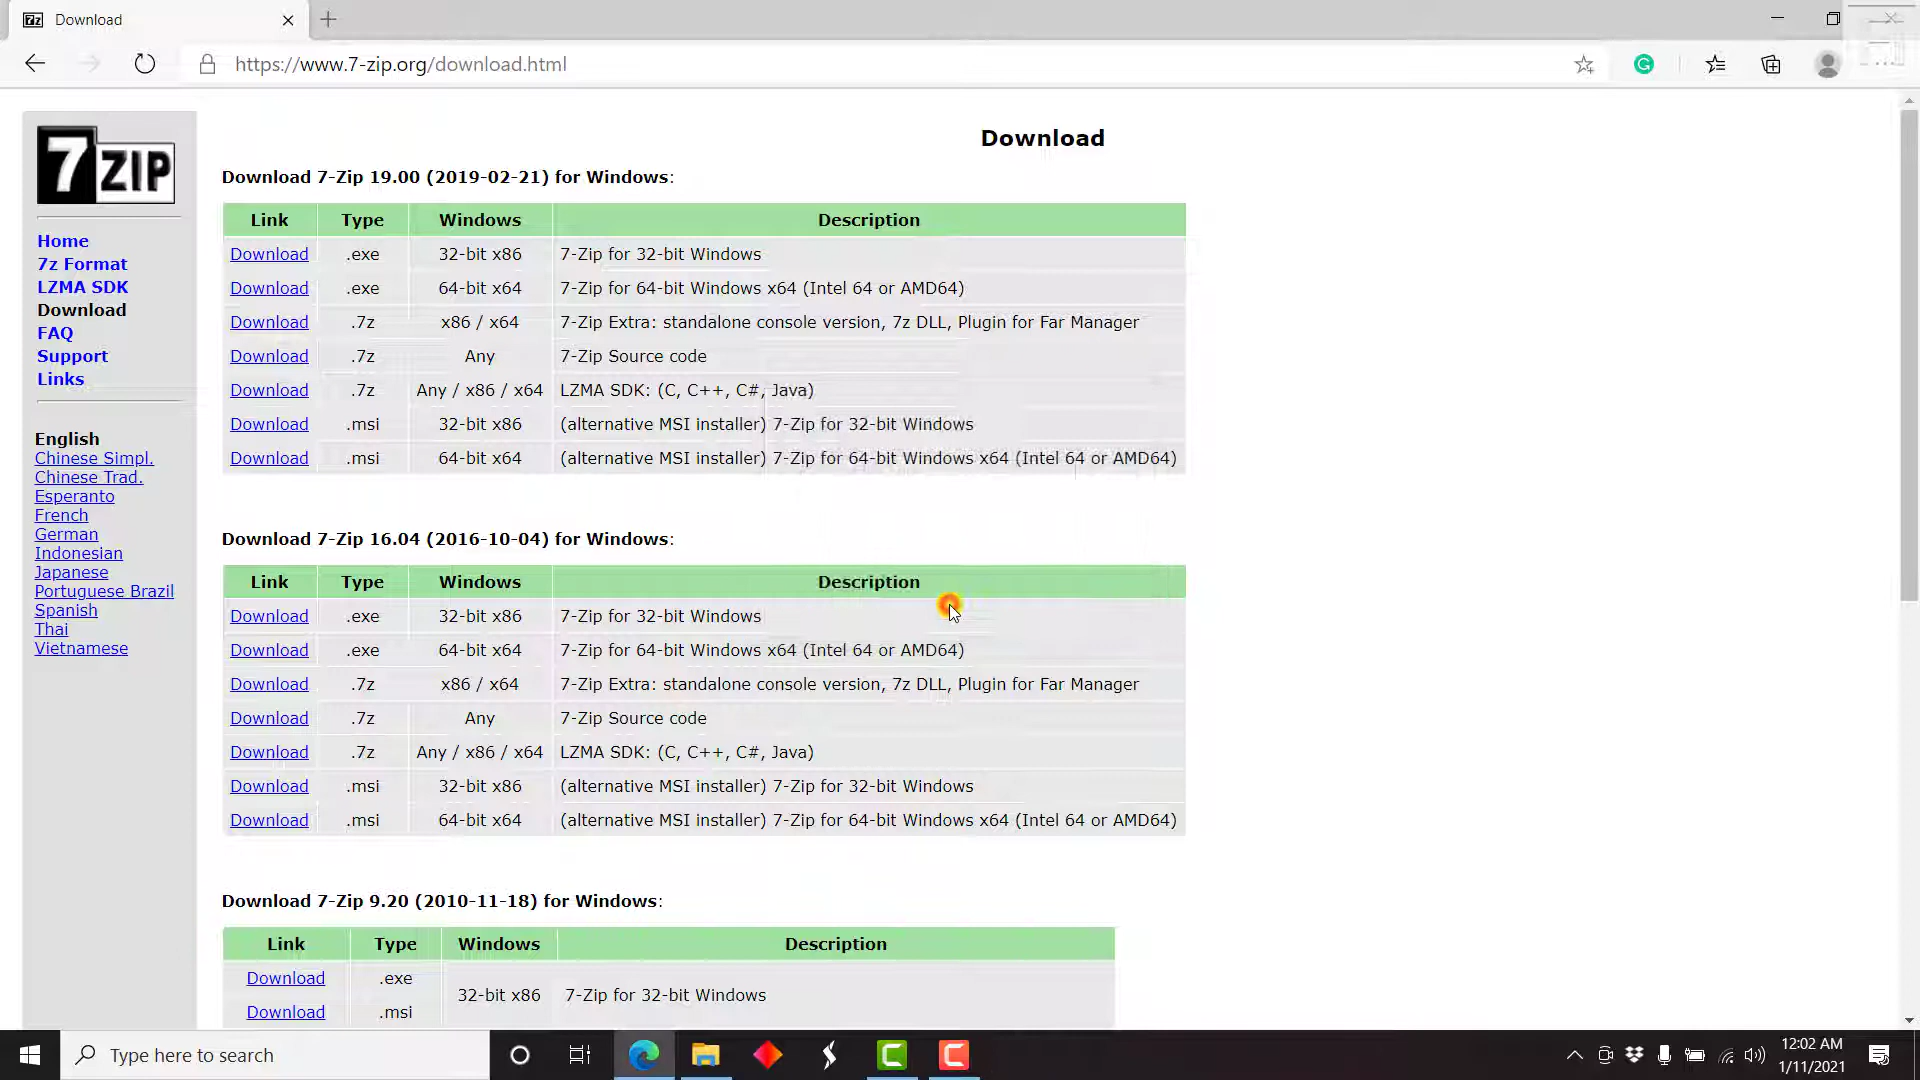 Download
https://www.7-zip.org/download.html
7ZIP
Home
7z Format
LZMA SDK
Download
FAQ
Support
Links
English
Chinese Simpl.
Chinese Trad.
Esperanto
French
German
Indonesian
Japanese
Portuguese Brazil
Spanish
Thai
Vietnamese
Download
Download 7-Zip 19.00 (2019-02-21) for Windows:
Link Type Windows Description
Download .exe 32-bit x86 7-Zip for 32-bit Windows
Download .exe 64-bit x64 7-Zip for 64-bit Windows x64 (Intel 64 or AMD64)
Download .7z x86 / x64 7-Zip Extra: standalone console version, 7z DLL, Plugin for Far Manager
Download .7z Any 7-Zip Source code
Download .7z Any / x86 / x64 LZMA SDK: (C, C++, C#, Java)
Download .msi 32-bit x86 (alternative MSI installer) 7-Zip for 32-bit Windows
Download .msi 64-bit x64 (alternative MSI installer) 7-Zip for 64-bit Windows x64 (Intel 64 or AMD64)
Download 7-Zip 16.04 (2016-10-04) for Windows:
Link Type Windows Description
Download .exe 32-bit x86 7-Zip for 32-bit Windows
Download .exe 64-bit x64 7-Zip for 64-bit Windows x64 (Intel 64 or AMD64)
Download .7z x86 / x64 7-Zip Extra: standalone console version, 7z DLL, Plugin for Far Manager
Download .7z Any 7-Zip Source code
Download .7z Any / x86 / x64 LZMA SDK: (C, C++, C#, Java)
Download .msi 32-bit x86 (alternative MSI installer) 7-Zip for 32-bit Windows
Download .msi 64-bit x64 (alternative MSI installer) 7-Zip for 64-bit Windows x64 (Intel 64 or AMD64)
Download 7-Zip 9.20 (2010-11-18) for Windows:
Link Type Windows Description
Download .exe 32-bit x86 7-Zip for 32-bit Windows
Download .msi
Type here to search
12:02 AM
1/11/2021